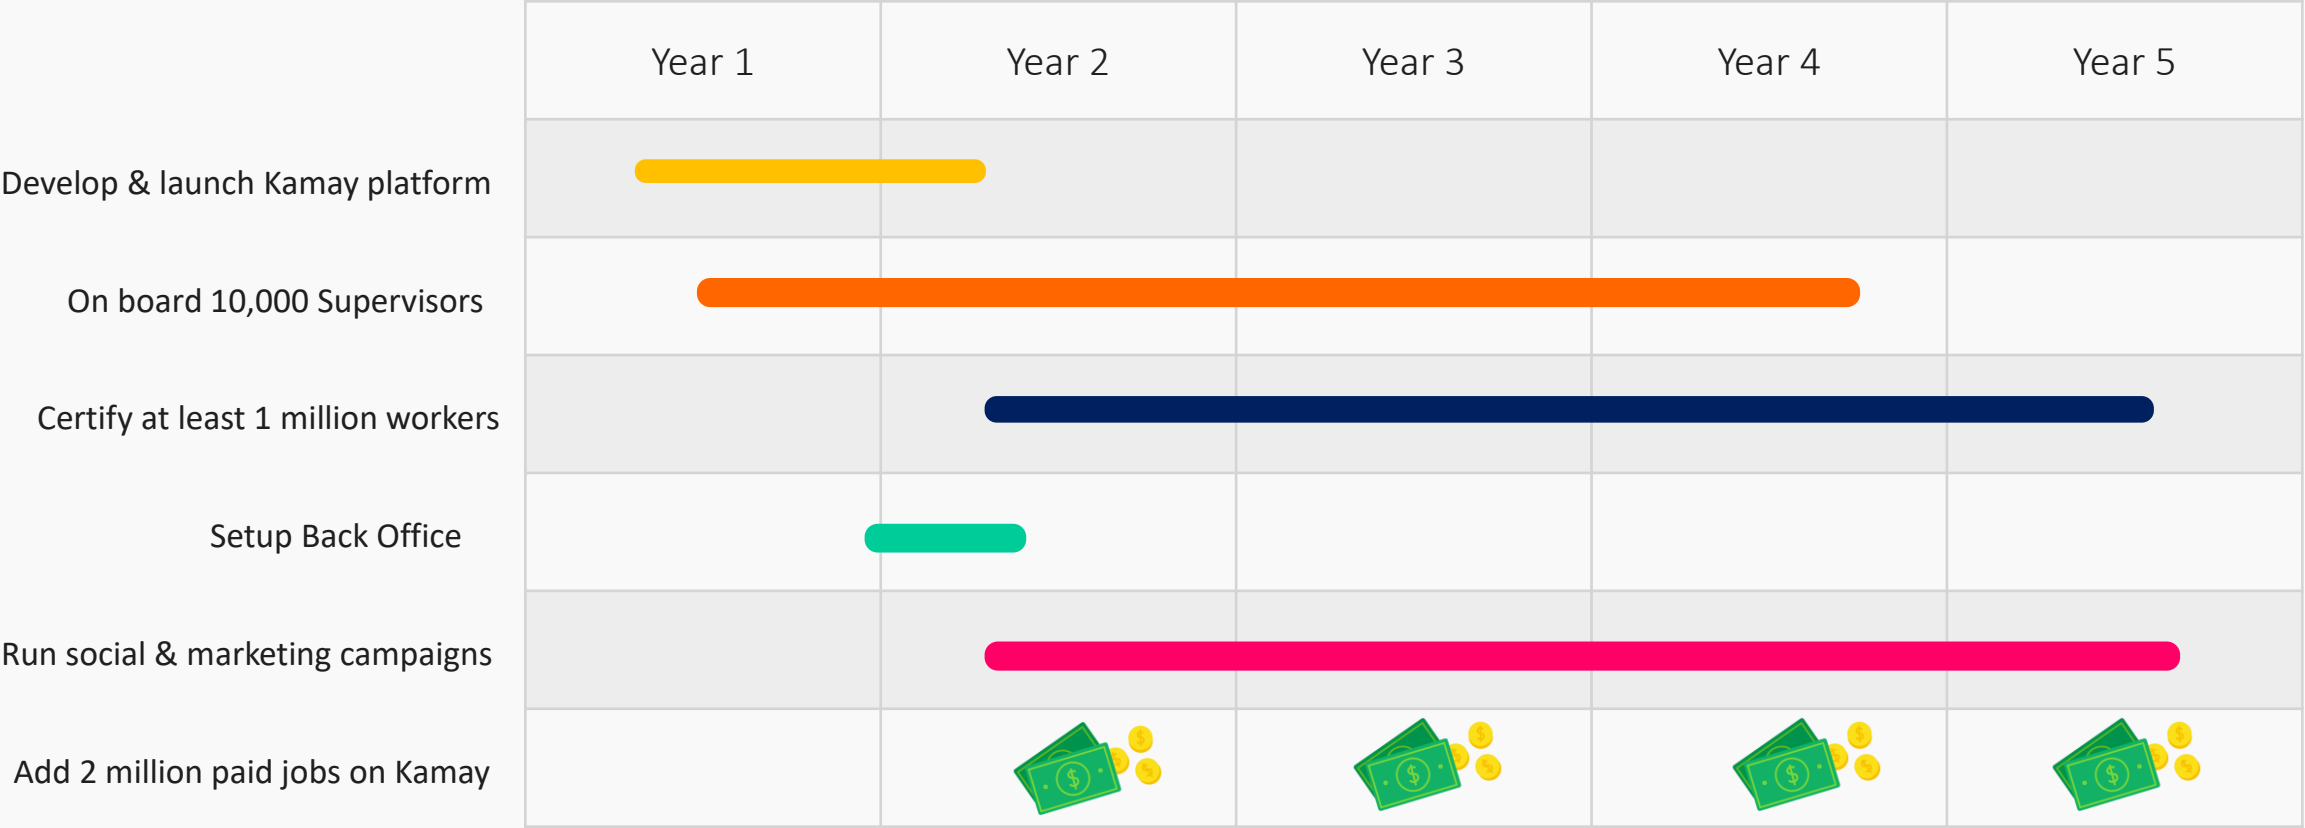 Year 1 Year 2 Year 3 Year 4 Year 5
Develop & launch Kamay platform
On board 10,000 Supervisors
Certify at least 1 million workers
Setup Back Office
Run social & marketing campaigns
Add 2 million paid jobs on Kamay